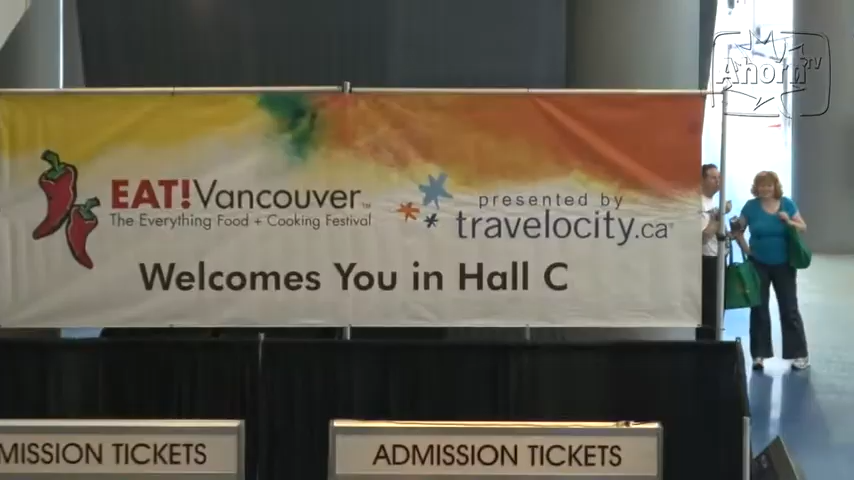 AhornTV
EAT!Vancouver™
The Everything Food + Cooking Festival
presented by
travelocity.ca®
Welcomes You in Hall C
MISSION TICKETS
ADMISSION TICKETS